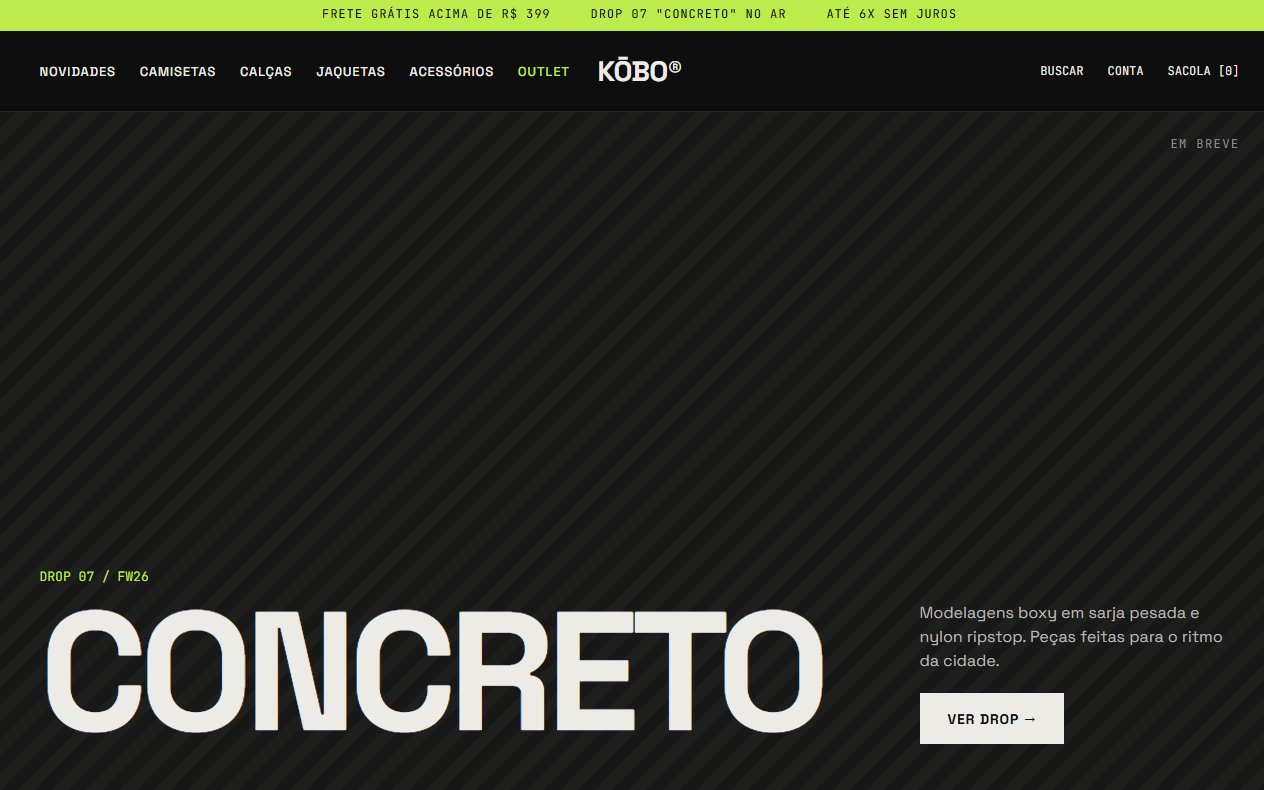 FRETE GRÁTIS ACIMA DE R$ 399 DROP 07 "CONCRETO" NO AR ATÉ 6X SEM JUROS
NOVIDADES CAMISETAS CALÇAS JAQUETAS ACESSÓRIOS OUTLET KŌBO® BUSCAR CONTA SACOLA [0]
EM BREVE
DROP 07 / FW26
CONCRETO
Modelagens boxy em sarja pesada e
nylon ripstop. Peças feitas para o ritmo
da cidade.
VER DROP →